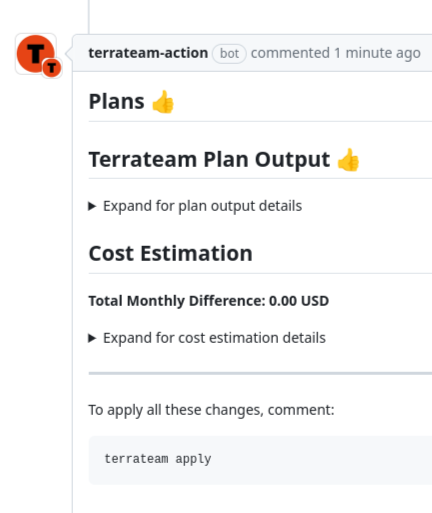 T
T
terrateam-action bot commented 1 minute ago
Plans 👍
Terrateam Plan Output 👍
▶ Expand for plan output details
Cost Estimation
Total Monthly Difference: 0.00 USD
▶ Expand for cost estimation details
To apply all these changes, comment:
terrateam apply